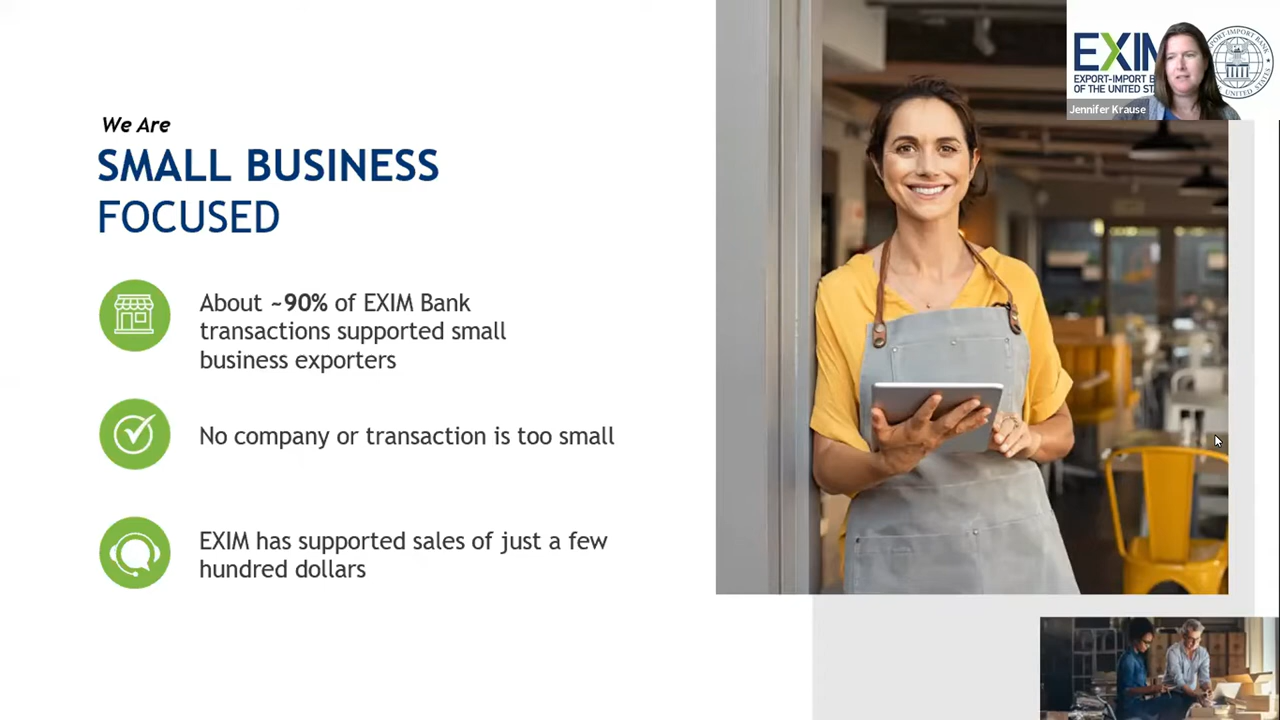 We Are
SMALL BUSINESS
FOCUSED
About ~90% of EXIM Bank
transactions supported small
business exporters
No company or transaction is too small
EXIM has supported sales of just a few
hundred dollars
EXIM
EXPORT-IMPORT B
OF THE UNITED ST
Jennifer Krause